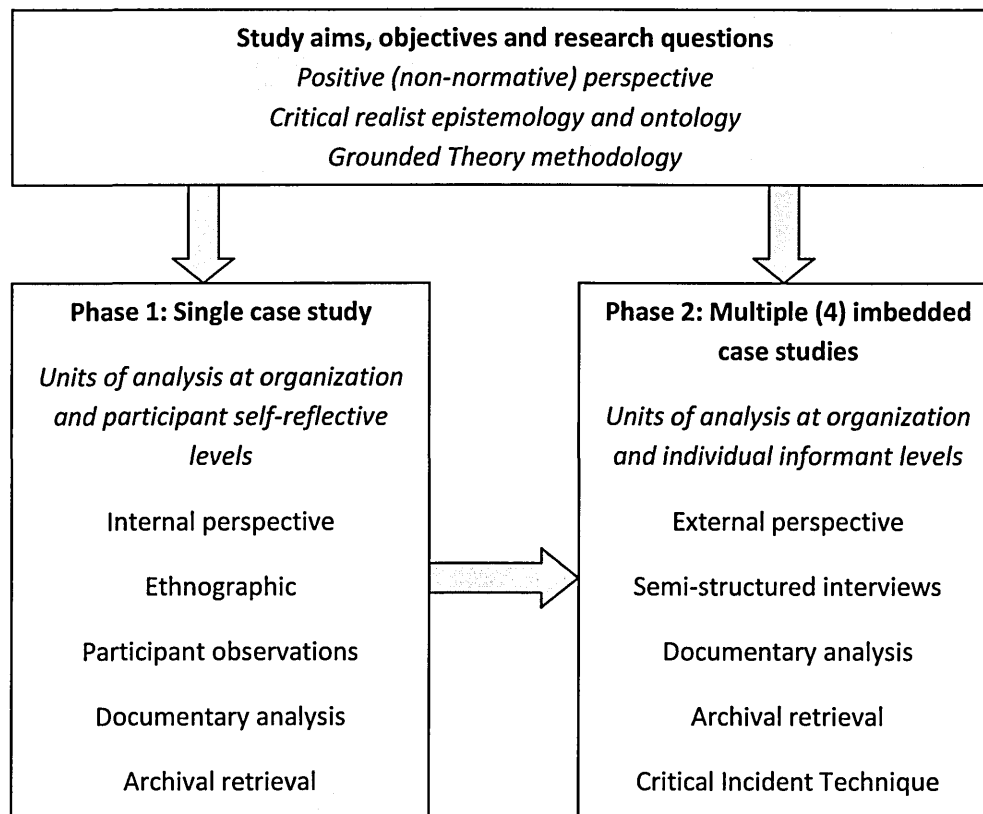 Study aims, objectives and research questions
Positive (non-normative) perspective
Critical realist epistemology and ontology
Grounded Theory methodology
Phase 1: Single case study
Units of analysis at organization
and participant self-reflective
levels
Internal perspective
Ethnographic
Participant observations
Documentary analysis
Archival retrieval
Phase 2: Multiple (4) imbedded
case studies
Units of analysis at organization
and individual informant levels
External perspective
Semi-structured interviews
Documentary analysis
Archival retrieval
Critical Incident Technique